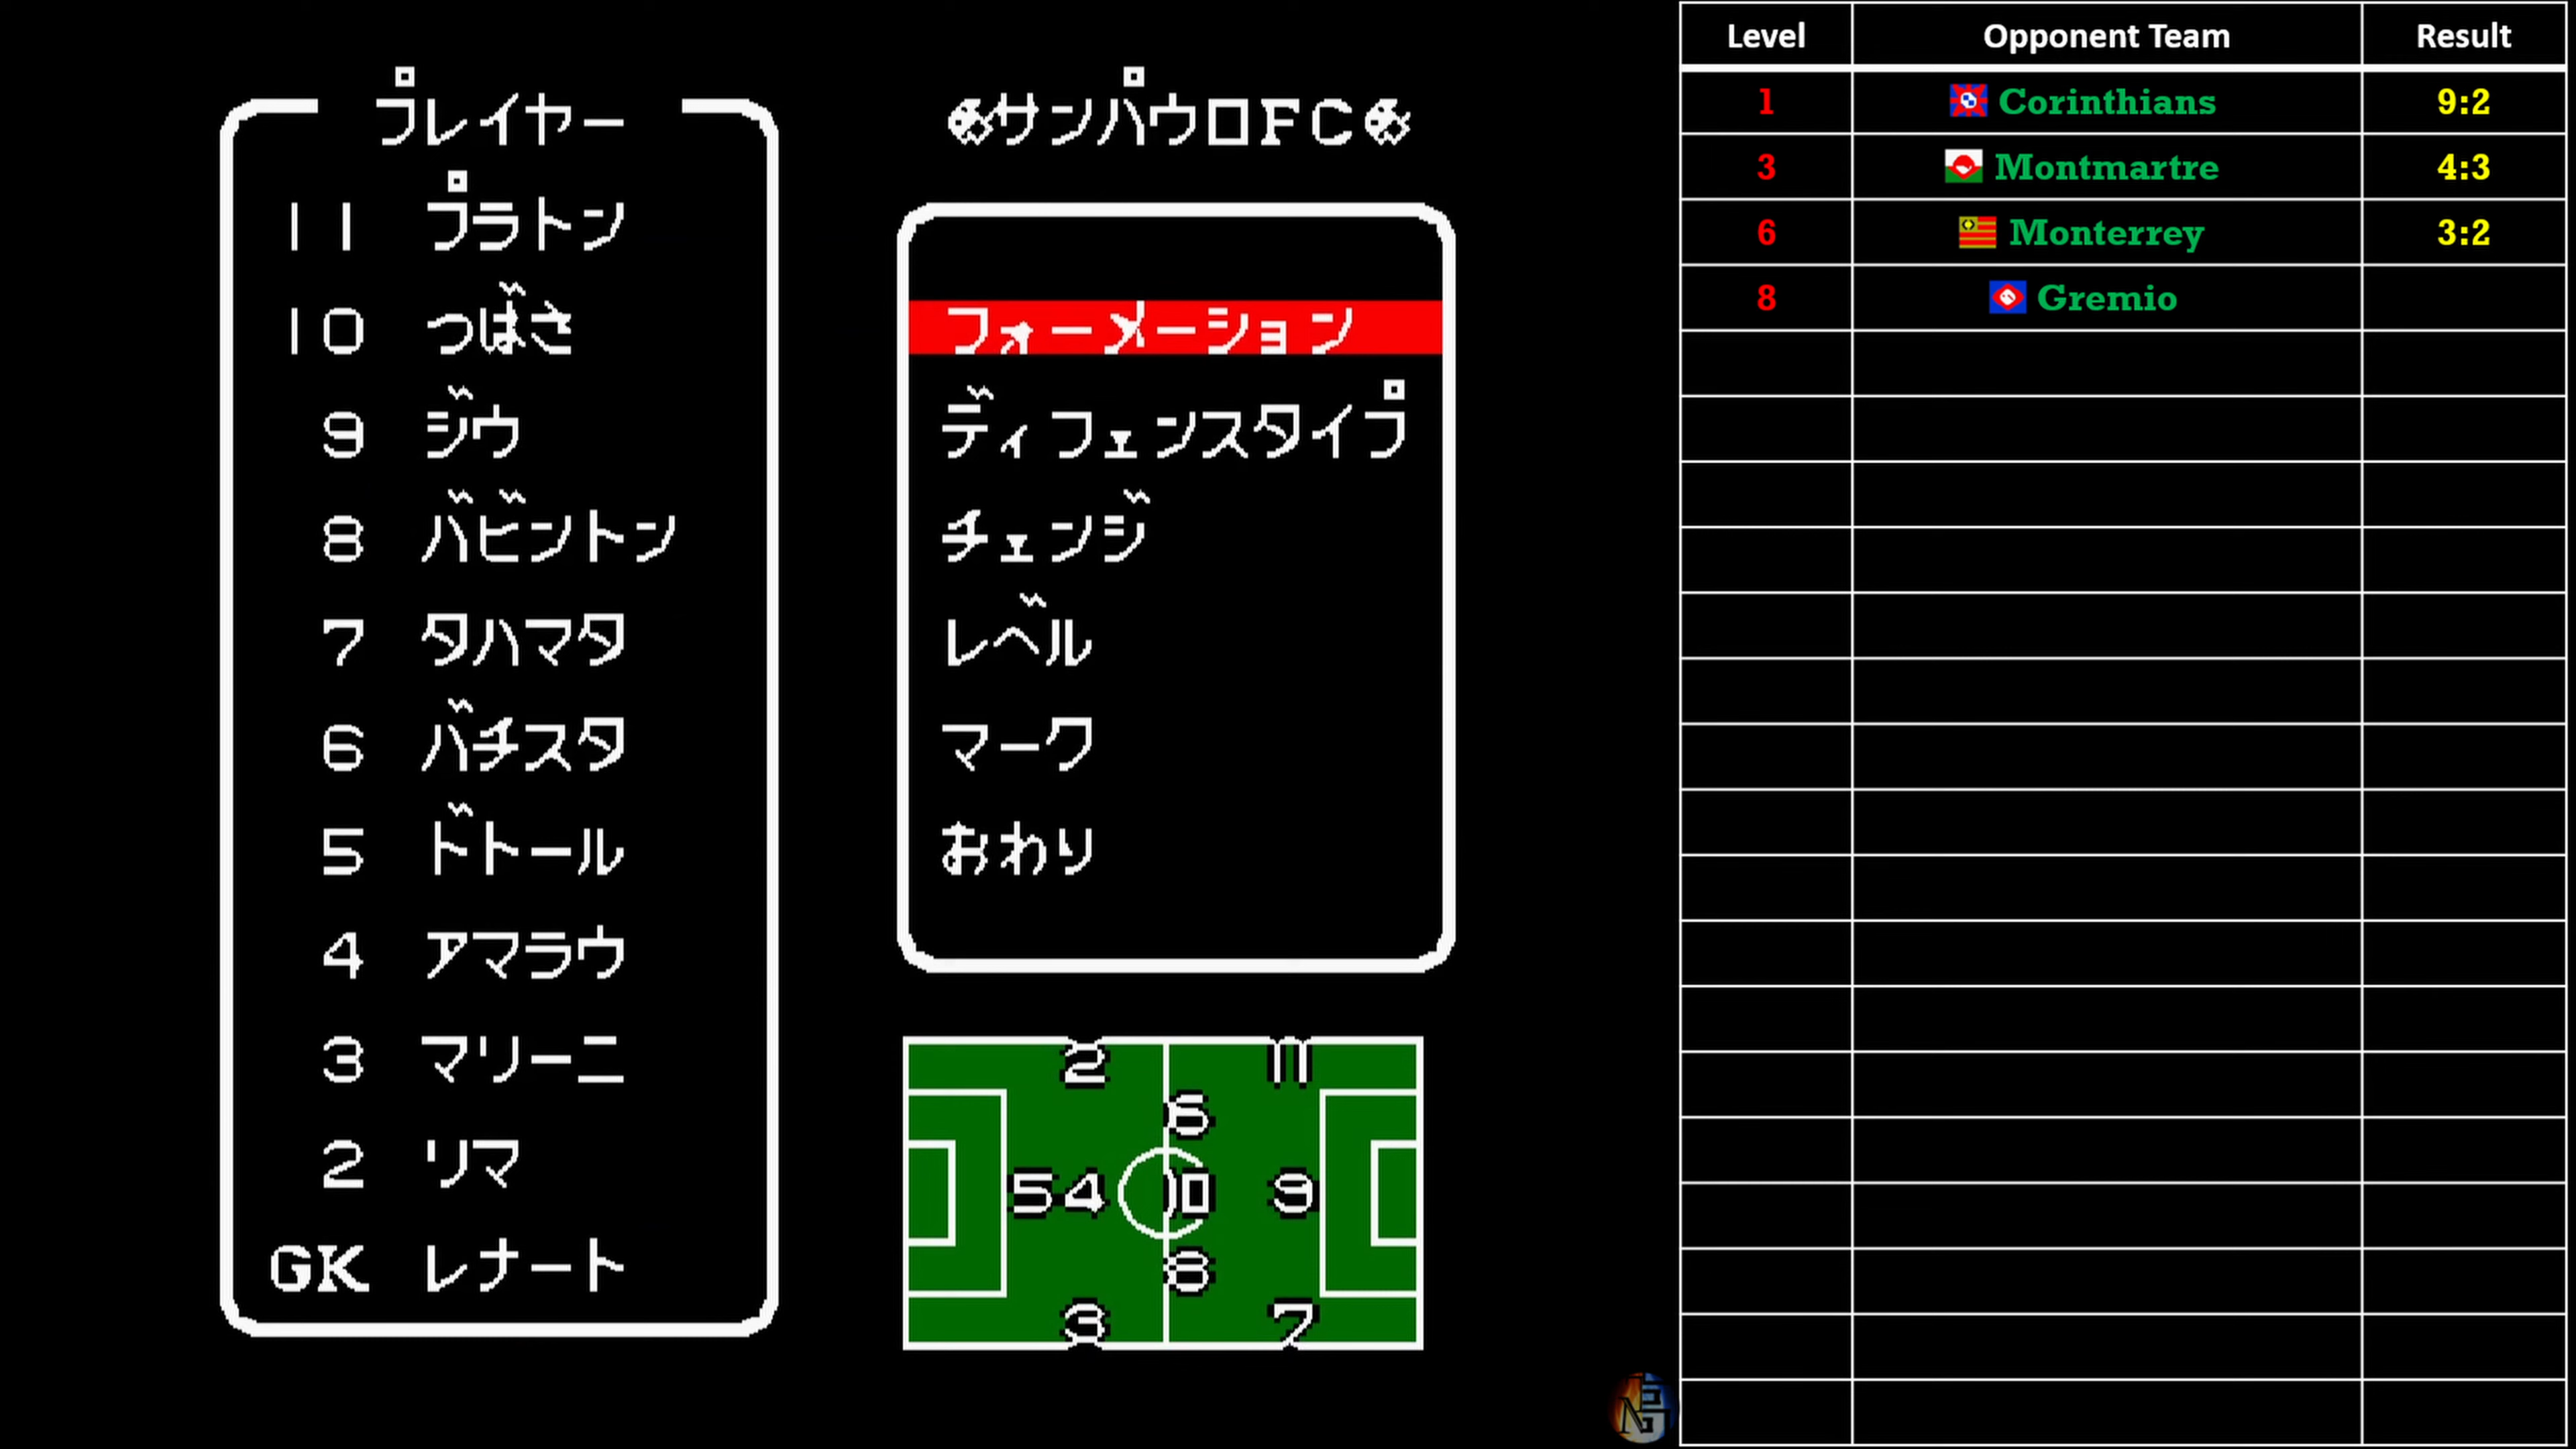 プレイヤー
11 プラトン
10 つばさ
9 ジウ
8 バビントン
7 タハマタ
6 バチスタ
5 ドトール
4 アマラウ
3 マリーニ
2 リマ
GK レナート
サンパウロFC
フォーメーション
ディフェンスタイプ
チェンジ
レベル
マーク
おわり
2 11
6
5 4 10 9
8
3 7
Level Opponent Team Result
1 Corinthians 9:2
3 Montmartre 4:3
6 Monterrey 3:2
8 Gremio